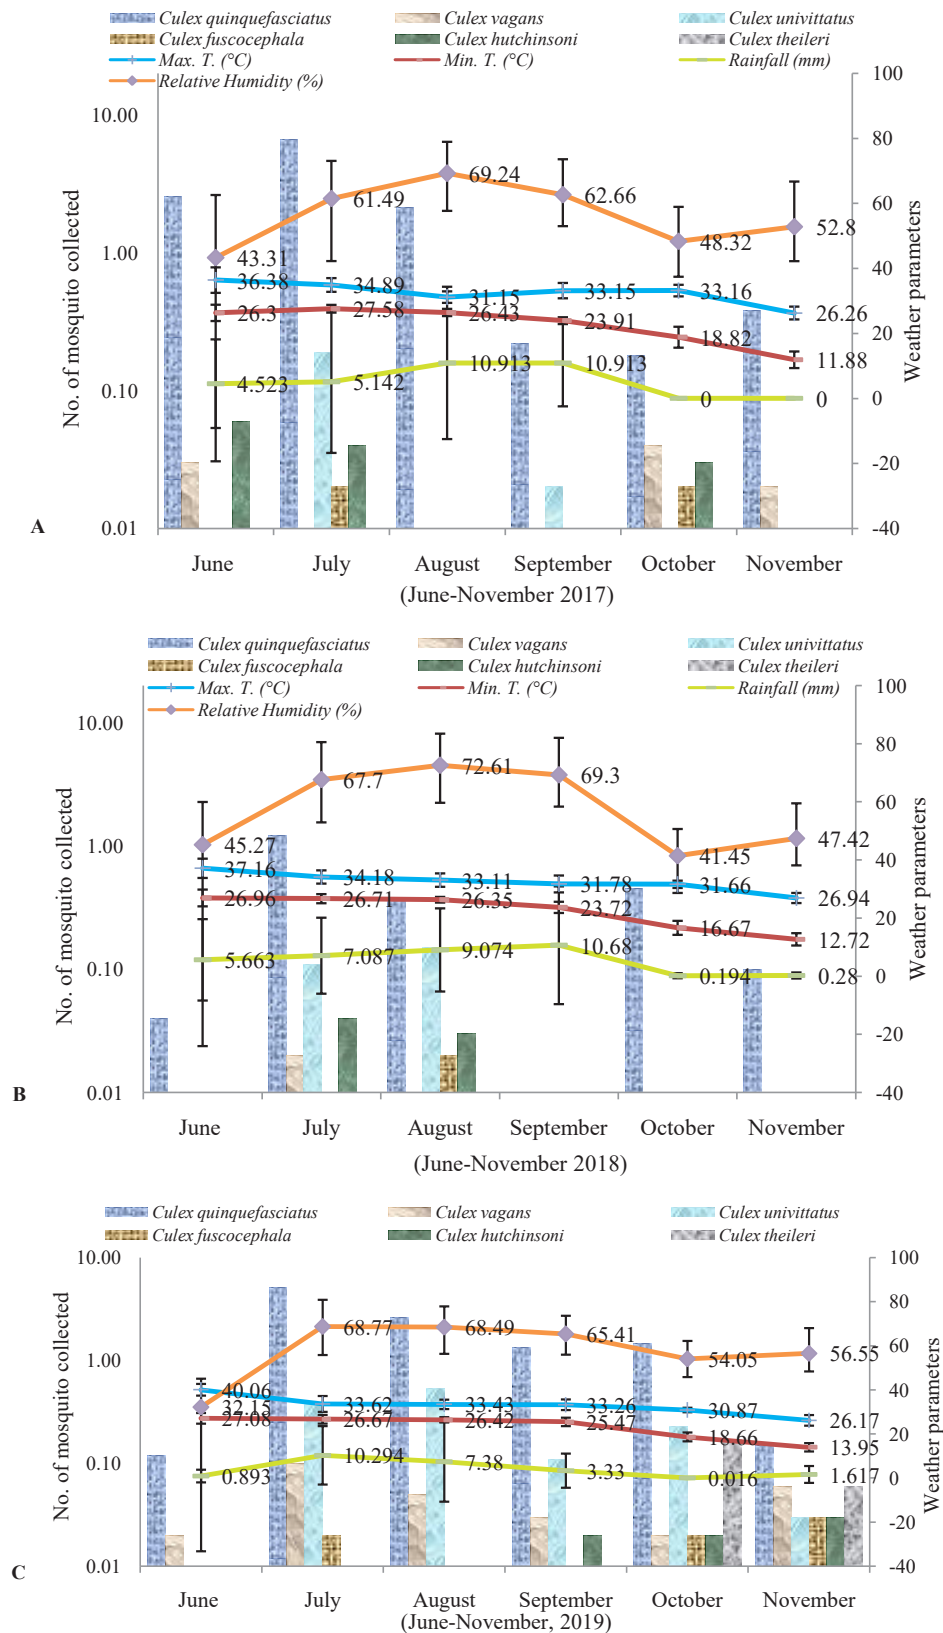 Culex quinquefasciatus Culex vagans Culex univittatus
Culex fuscocephala Culex hutchinsoni Culex theileri
Max. T. (°C) Min. T. (°C) Rainfall (mm)
Relative Humidity (%)
No. of mosquito collected
10.00
1.00
0.10
0.01
Weather parameters
100
80
60
40
20
0
-20
-40
43.31 61.49 69.24 62.66 48.32 52.8
36.38 34.89 31.15 33.15 33.16 26.26
26.3 27.58 26.43 23.91 18.82 11.88
4.523 5.142 10.913 10.913 0 0
A
June July August September October November
(June-November 2017)
Culex quinquefasciatus Culex vagans Culex univittatus
Culex fuscocephala Culex hutchinsoni Culex theileri
Max. T. (°C) Min. T. (°C) Rainfall (mm)
Relative Humidity (%)
No. of mosquito collected
10.00
1.00
0.10
0.01
Weather parameters
100
80
60
40
20
0
-20
-40
45.27 67.7 72.61 69.3 41.45 47.42
37.16 34.18 33.11 31.78 31.66 26.94
26.96 26.71 26.35 23.72 16.67 12.72
5.663 7.087 9.074 10.68 0.194 0.28
B
June July August September October November
(June-November 2018)
Culex quinquefasciatus Culex vagans Culex univittatus
Culex fuscocephala Culex hutchinsoni Culex theileri
No. of mosquito collected
10.00
1.00
0.10
0.01
Weather parameters
100
80
60
40
20
0
-20
-40
32.15 68.77 68.49 65.41 54.05 56.55
40.06 33.62 33.43 33.26 30.87 26.17
27.08 26.67 26.42 25.47 18.66 13.95
0.893 10.294 7.38 3.33 0.016 1.617
C
June July August September October November
(June-November, 2019)